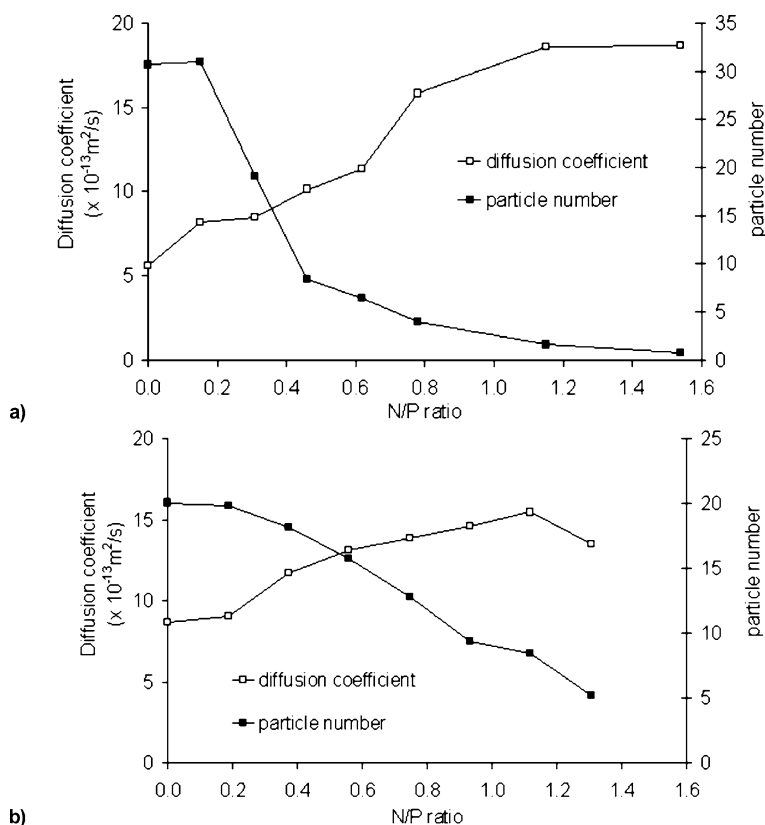 20 35
30
15 25
Diffusion coefficient
(x 10⁻¹³m²/s)
diffusion coefficient
20
10
particle number
15
particle number
5 10
5
0 0
0.0 0.2 0.4 0.6 0.8 1.0 1.2 1.4 1.6
N/P ratio
a)
20 25
15 20
Diffusion coefficient
(x 10⁻¹³m²/s)
15
10
particle number
10
diffusion coefficient
5 5
particle number
0 0
0.0 0.2 0.4 0.6 0.8 1.0 1.2 1.4 1.6
N/P ratio
b)